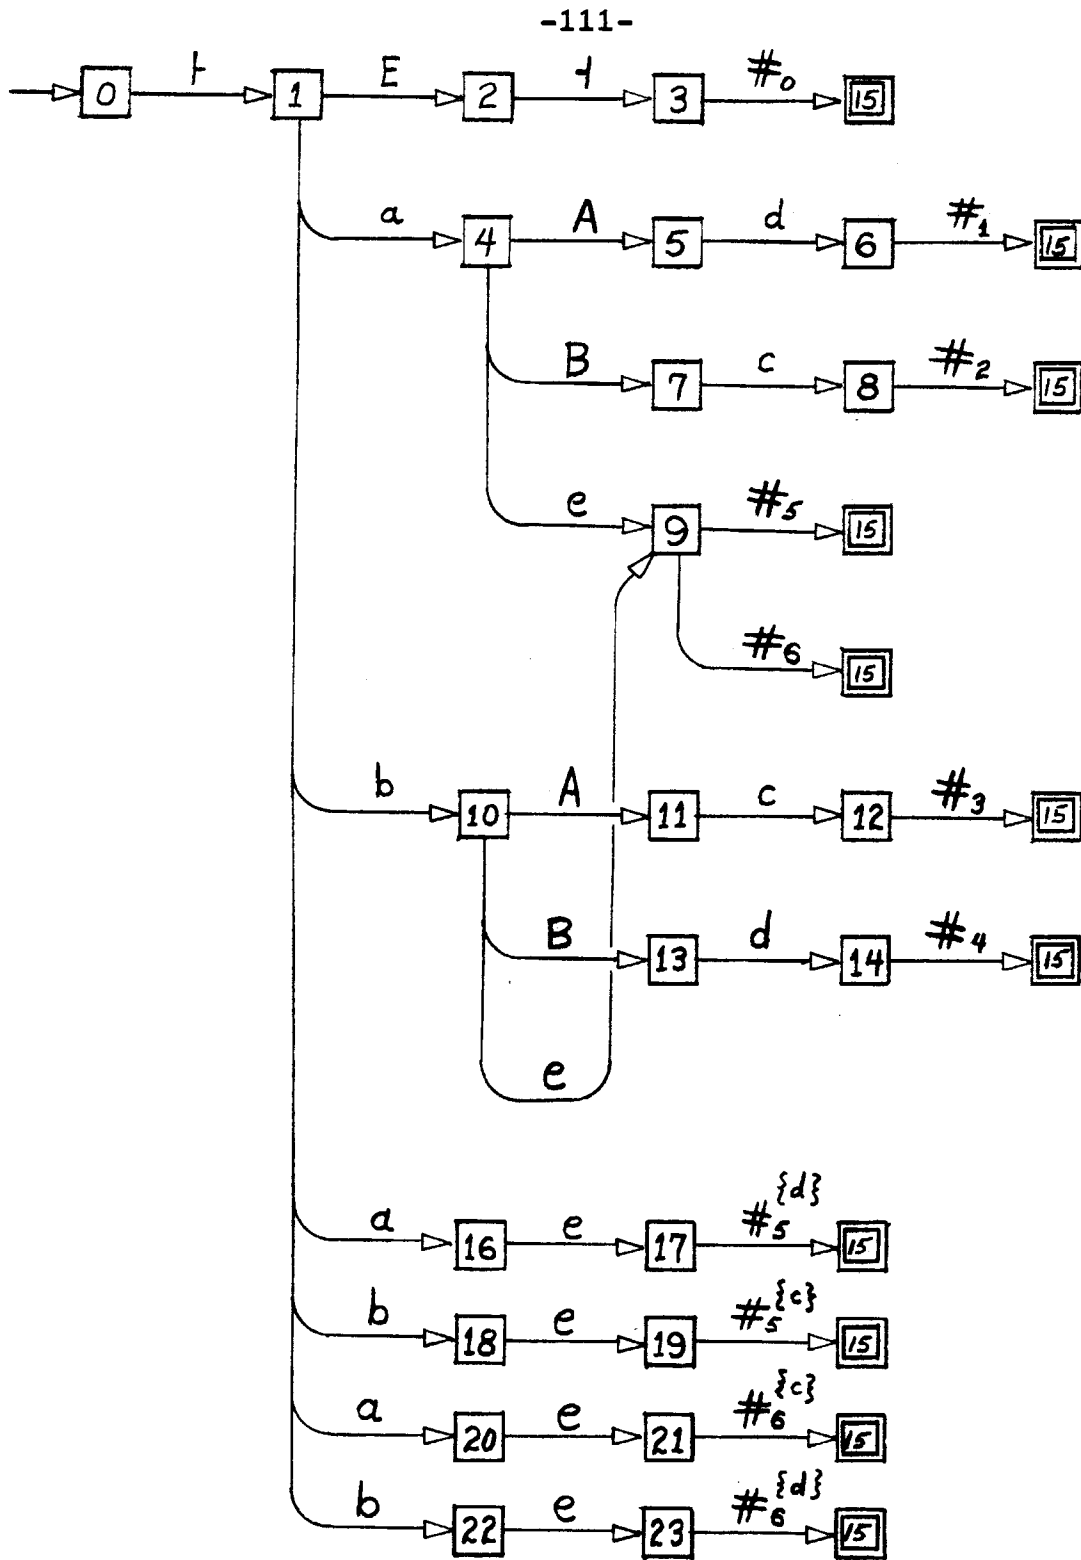 -111-
⊢ E ⊣ #₀
0 1 2 3 15
a A d #₁
4 5 6 15
B c #₂
7 8 15
e #₅
9 15
#₆
15
b A c #₃
10 11 12 15
B d #₄
13 14 15
e
a e #₅{d}
16 17 15
b e #₅{c}
18 19 15
a e #₆{c}
20 21 15
b e #₆{d}
22 23 15